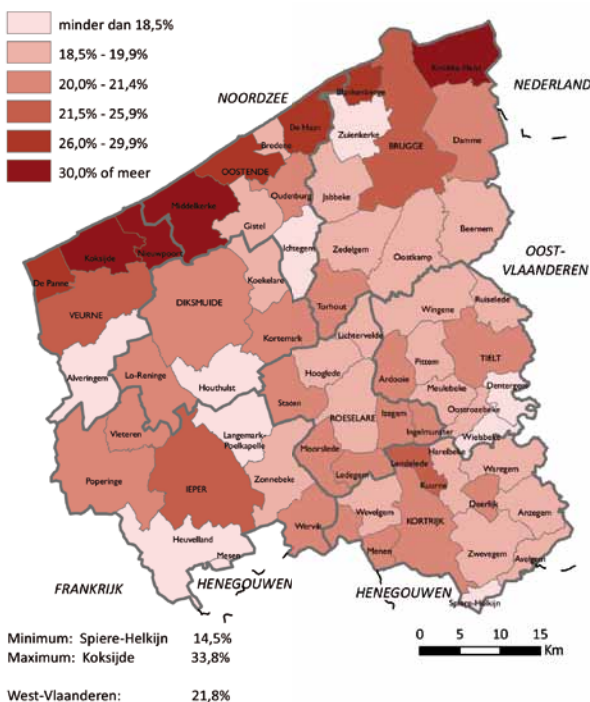 minder dan 18,5%
18,5% - 19,9%
20,0% - 21,4%
21,5% - 25,9%
26,0% - 29,9%
30,0% of meer
NOORDZEE
NEDERLAND
Knokke-Heist
Blankenberge
De Haan
Zuienkerke
Bredene
BRUGGE
Damme
OOSTENDE
Oudenburg
Jabbeke
Middelkerke
Gistel
Ichtegem
Zedelgem
Oostkamp
Beernem
OOST-
VLAANDEREN
Koksijde
Nieuwpoort
De Panne
Koekelare
DIKSMUIDE
Torhout
Wingene
Ruiselede
VEURNE
Kortemark
Lichtervelde
Pittem
TIELT
Alveringem
Lo-Reninge
Houthulst
Hooglede
Ardooie
Meulebeke
Dentergem
Staden
ROESELARE
Izegem
Oostrozebeke
Ingelmunster
Wielsbeke
Vleteren
Langemark-
Poelkapelle
Moorslede
Ledegem
Lendelede
Harelbeke
Waregem
Poperinge
IEPER
Zonnebeke
Kuurne
Deerlijk
Anzegem
Wevelgem
KORTRIJK
Wervik
Menen
Zwevegem
Avelgem
Heuvelland
Mesen
Spiere-Helkijn
FRANKRIJK
HENEGOUWEN
HENEGOUWEN
Minimum: Spiere-Helkijn 14,5%
Maximum: Koksijde 33,8%
West-Vlaanderen: 21,8%
0 5 10 15
Km